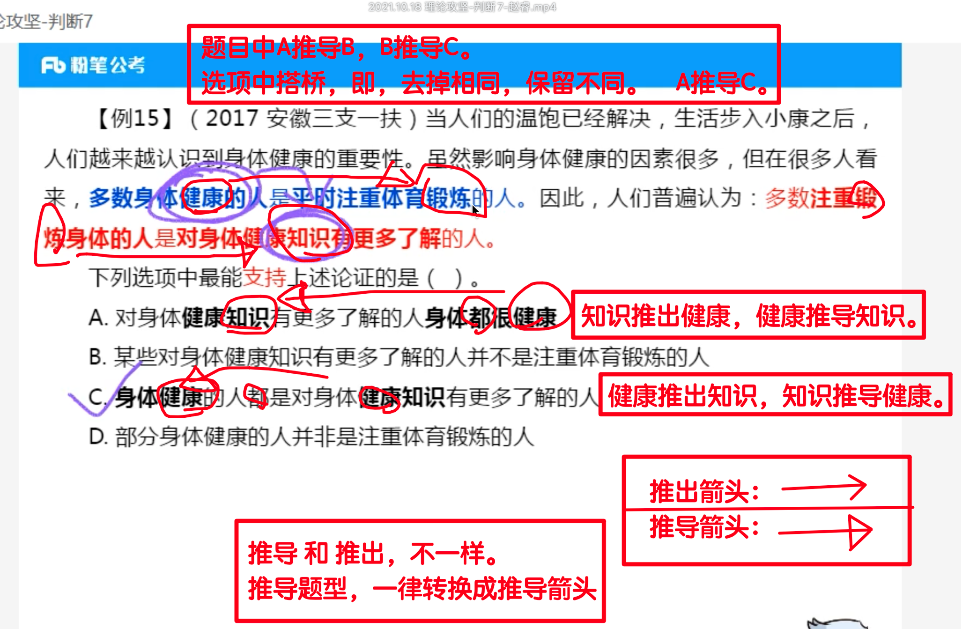 2021.10.18 理论攻坚-判断 7-赵睿.mp4
论攻坚-判断7
粉笔公考
题目中A推导B，B推导C。
选项中搭桥，即，去掉相同，保留不同。 A推导C。
【例15】（2017 安徽三支一扶）当人们的温饱已经解决，生活步入小康之后，
人们越来越认识到身体健康的重要性。虽然影响身体健康的因素很多，但在很多人看
来，多数身体健康的人是平时注重体育锻炼的人。因此，人们普遍认为：多数注重锻
炼身体的人是对身体健康知识有更多了解的人。
下列选项中最能支持上述论证的是（ ）。
A. 对身体健康知识有更多了解的人身体都很健康
知识推出健康，健康推导知识。
B. 某些对身体健康知识有更多了解的人并不是注重体育锻炼的人
C. 身体健康的人都是对身体健康知识有更多了解的人
健康推出知识，知识推导健康。
D. 部分身体健康的人并非是注重体育锻炼的人
推出箭头：
推导箭头：
推导 和 推出，不一样。
推导题型，一律转换成推导箭头